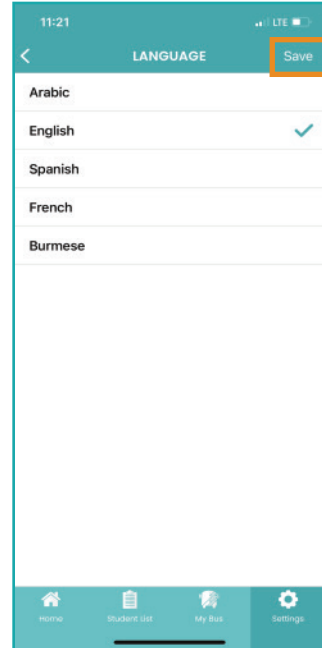 11:21 LTE
LANGUAGE Save
Arabic
English
Spanish
French
Burmese
Home Student List My Bus Settings